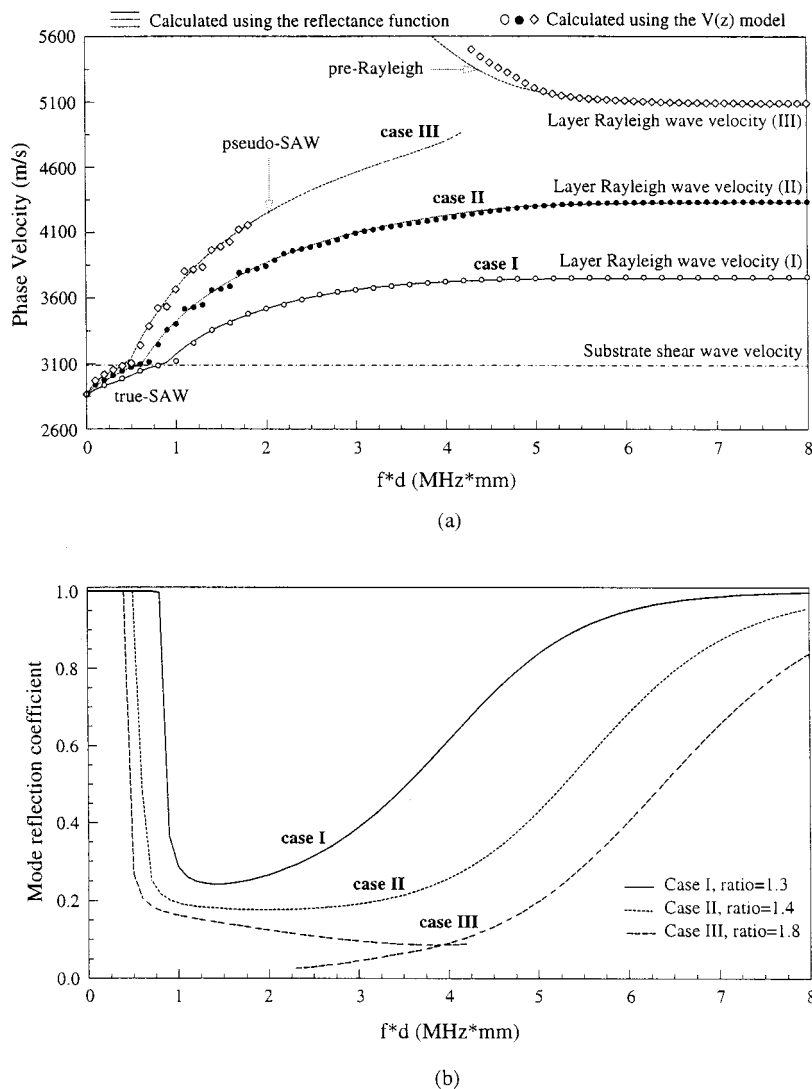 Calculated using the reflectance function
Calculated using the V(z) model
5600
5100
4600
4100
3600
3100
2600
Phase Velocity (m/s)
pre-Rayleigh
Layer Rayleigh wave velocity (III)
case III
pseudo-SAW
case II
Layer Rayleigh wave velocity (II)
case I
Layer Rayleigh wave velocity (I)
Substrate shear wave velocity
true-SAW
0 1 2 3 4 5 6 7 8
f*d (MHz*mm)
(a)
1.0
0.8
0.6
0.4
0.2
0.0
Mode reflection coefficient
case I
case II
case III
Case I, ratio=1.3
Case II, ratio=1.4
Case III, ratio=1.8
0 1 2 3 4 5 6 7 8
f*d (MHz*mm)
(b)